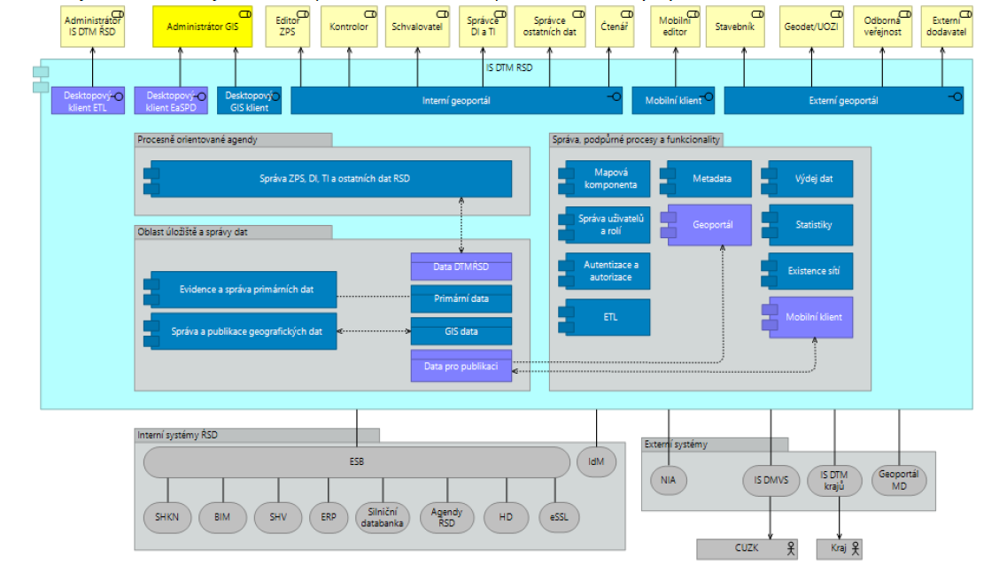 Administrátor
IS DTM ŘSD
Administrátor GIS
Editor
ZPS
Kontrolor
Schvalovatel
Správce
DI a TI
Správce
ostatních dat
Čtenář
Mobilní
editor
Stavebník
Geodet/UOZI
Odborná
veřejnost
Externí
dodavatel
IS DTM RSD
Desktopový
klient ETL
Desktopový
klient EaSPD
Desktopový
GIS klient
Interní geoportál
Mobilní klient
Externí geoportál
Procesně orientované agendy
Správa ZPS, DI, TI a ostatních dat RSD
Oblast úložiště a správy dat
Data DTMŘSD
Evidence a správa primárních dat
Primární data
Správa a publikace geografických dat
GIS data
Data pro publikaci
Správa, podpůrné procesy a funkcionality
Mapová
komponenta
Metadata
Výdej dat
Správa uživatelů
a rolí
Geoportál
Statistiky
Autentizace a
autorizace
Existence sítí
ETL
Mobilní klient
Interní systémy ŘSD
ESB
IdM
SHKN
BIM
SHV
ERP
Silniční
databanka
Agendy
RSD
HD
eSSL
Externí systémy
NIA
IS DMVS
IS DTM
krajů
Geoportál
MD
CUZK
Kraj